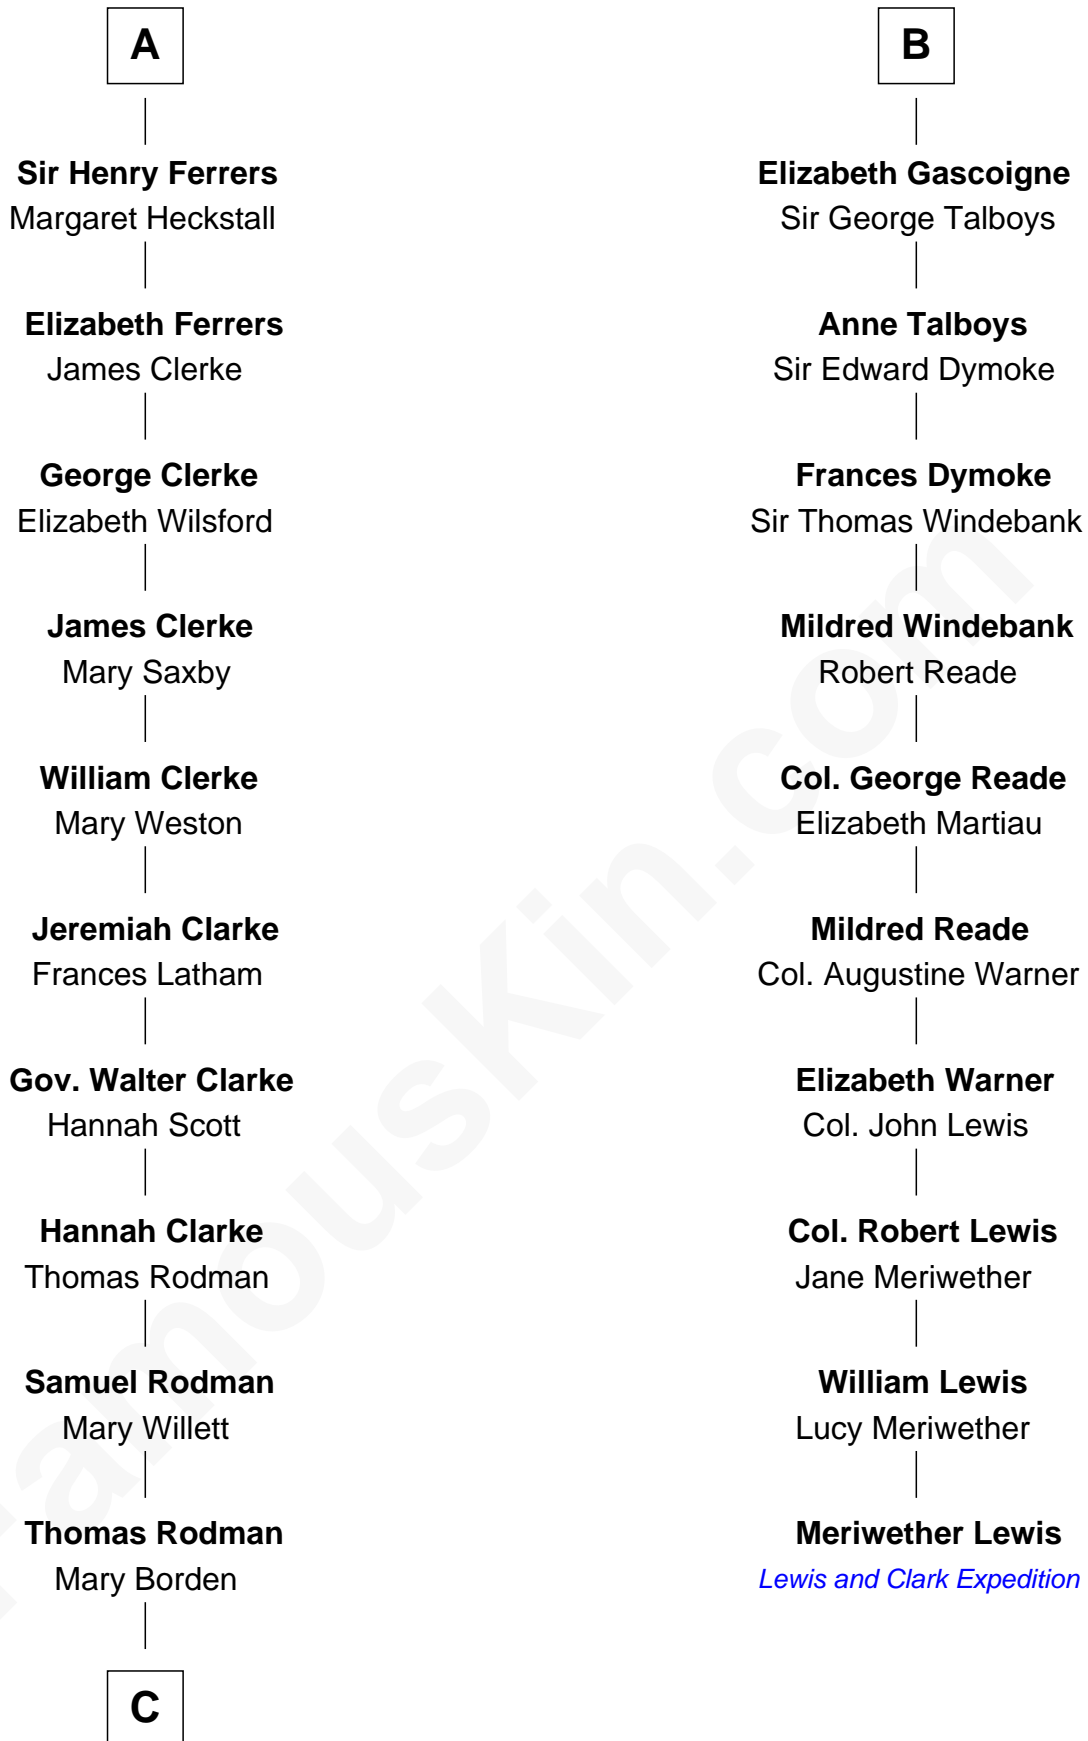 A
Sir Henry Ferrers
Margaret Heckstall
Elizabeth Ferrers
James Clerke
George Clerke
Elizabeth Wilsford
James Clerke
Mary Saxby
William Clerke
Mary Weston
Jeremiah Clarke
Frances Latham
Gov. Walter Clarke
Hannah Scott
Hannah Clarke
Thomas Rodman
Samuel Rodman
Mary Willett
Thomas Rodman
Mary Borden
C
B
Elizabeth Gascoigne
Sir George Talboys
Anne Talboys
Sir Edward Dymoke
Frances Dymoke
Sir Thomas Windebank
Mildred Windebank
Robert Reade
Col. George Reade
Elizabeth Martiau
Mildred Reade
Col. Augustine Warner
Elizabeth Warner
Col. John Lewis
Col. Robert Lewis
Jane Meriwether
William Lewis
Lucy Meriwether
Meriwether Lewis
Lewis and Clark Expedition
FamousKin.com